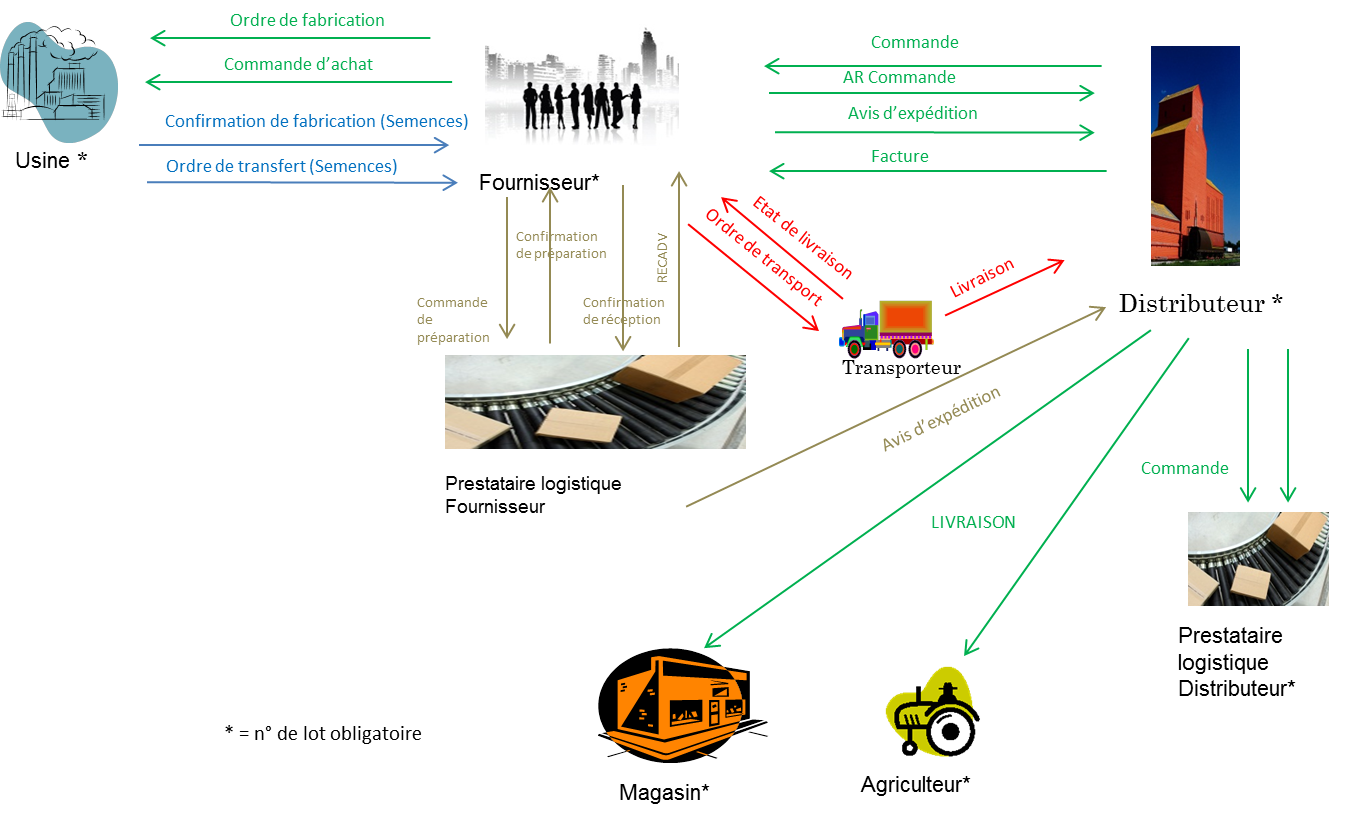 Ordre de fabrication
Commande d'achat
Confirmation de fabrication (Semences)
Ordre de transfert (Semences)
Usine *
Fournisseur*
Commande
AR Commande
Avis d'expédition
Facture
Confirmation
de préparation
RECADV
Commande
de
préparation
Confirmation
de réception
Etat de livraison
Ordre de transport
Livraison
Transporteur
Distributeur *
Prestataire logistique
Fournisseur
Avis d'expédition
LIVRAISON
Commande
Prestataire
logistique
Distributeur*
* = n° de lot obligatoire
Magasin*
Agriculteur*